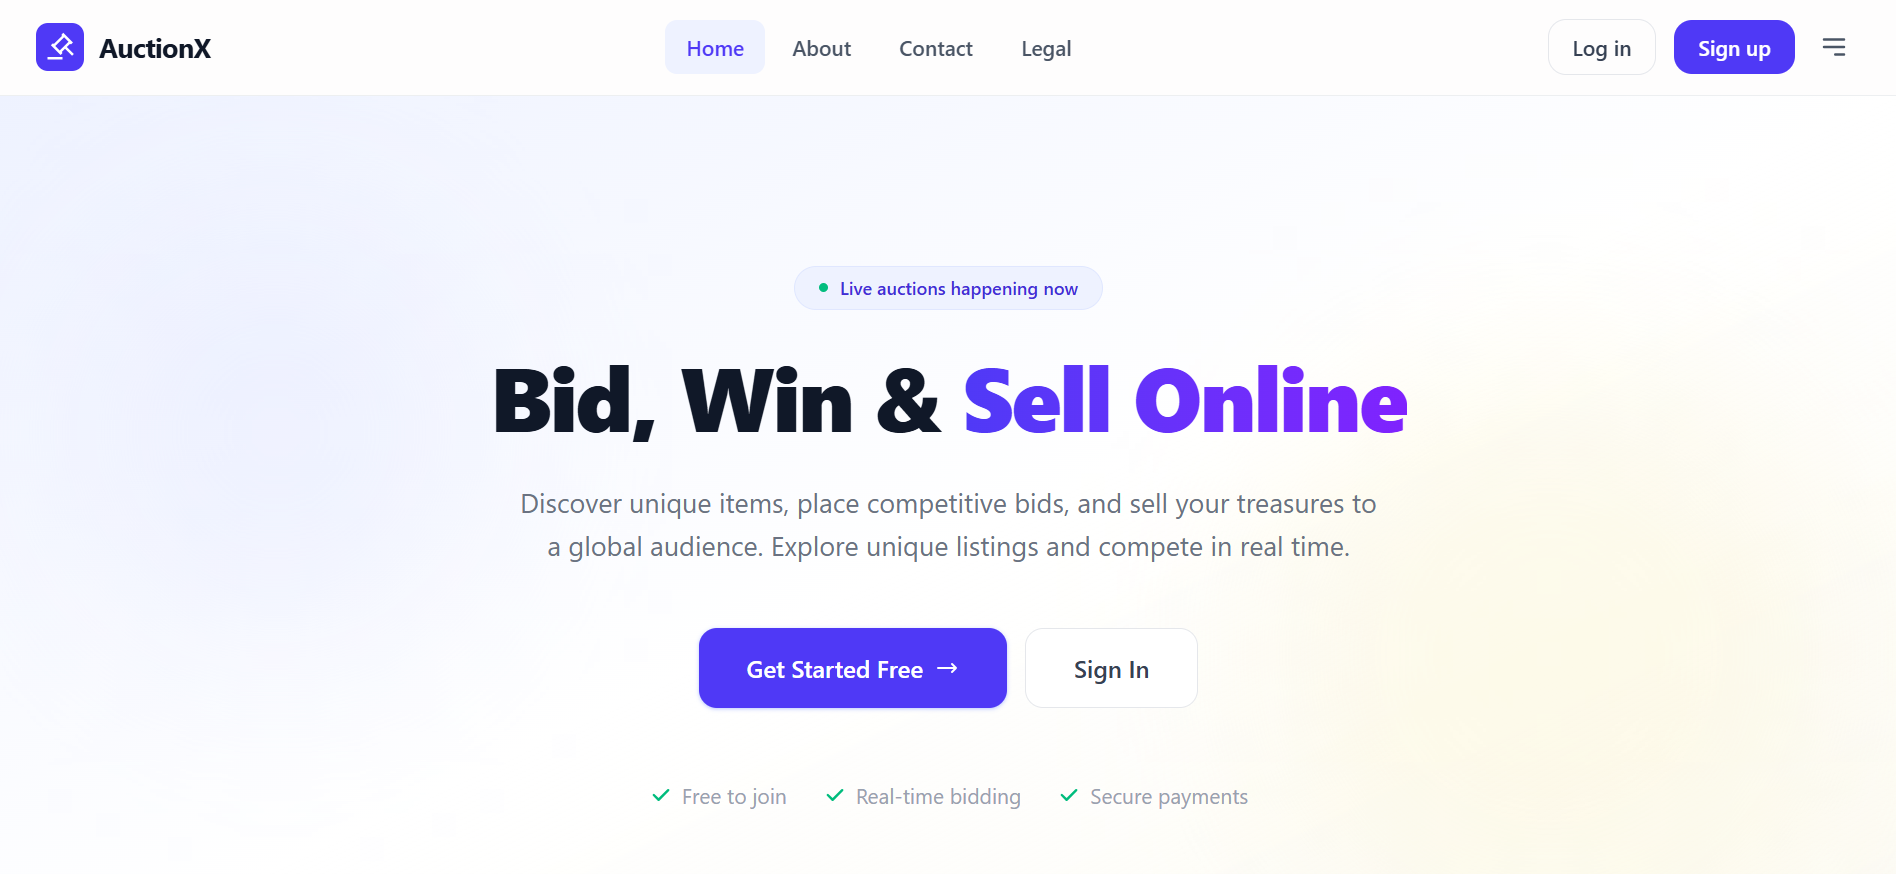 AuctionX
Home
About
Contact
Legal
Log in
Sign up
Live auctions happening now
Bid, Win & Sell Online
Discover unique items, place competitive bids, and sell your treasures to
a global audience. Explore unique listings and compete in real time.
Get Started Free →
Sign In
Free to join
Real-time bidding
Secure payments